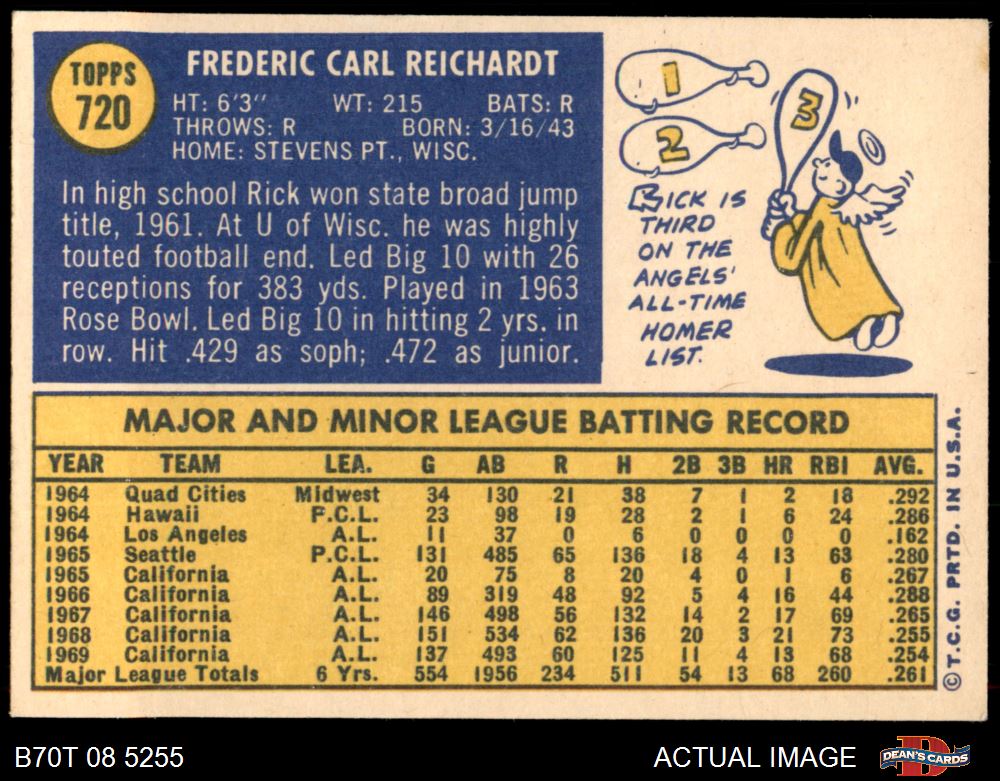 TOPPS
720
FREDERIC CARL REICHARDT
HT: 6'3" WT: 215 BATS: R
THROWS: R BORN: 3/16/43
HOME: STEVENS PT., WISC.
In high school Rick won state broad jump
title, 1961. At U of Wisc. he was highly
touted football end. Led Big 10 with 26
receptions for 383 yds. Played in 1963
Rose Bowl. Led Big 10 in hitting 2 yrs. in
row. Hit .429 as soph; .472 as junior.
1
2
3
RICK IS
THIRD
ON THE
ANGELS'
ALL-TIME
HOMER
LIST.
MAJOR AND MINOR LEAGUE BATTING RECORD
YEAR TEAM LEA. G AB R H 2B 3B HR RBI AVG.
1964 Quad Cities Midwest 34 130 21 38 7 1 2 18 .292
1964 Hawaii P.C.L. 23 98 19 28 2 1 6 24 .286
1964 Los Angeles A.L. 11 37 0 6 0 0 0 0 .162
1965 Seattle P.C.L. 131 485 65 136 18 4 13 63 .280
1965 California A.L. 20 75 8 20 4 0 1 6 .267
1966 California A.L. 89 319 48 92 5 4 16 44 .288
1967 California A.L. 146 498 56 132 14 2 17 69 .265
1968 California A.L. 151 534 62 136 20 3 21 73 .255
1969 California A.L. 137 493 60 125 11 4 13 68 .254
Major League Totals 6 Yrs. 554 1956 234 511 54 13 68 260 .261
©T.C.G. PRTD. IN U.S.A.
B70T 08 5255
ACTUAL IMAGE
DEAN'S CARDS